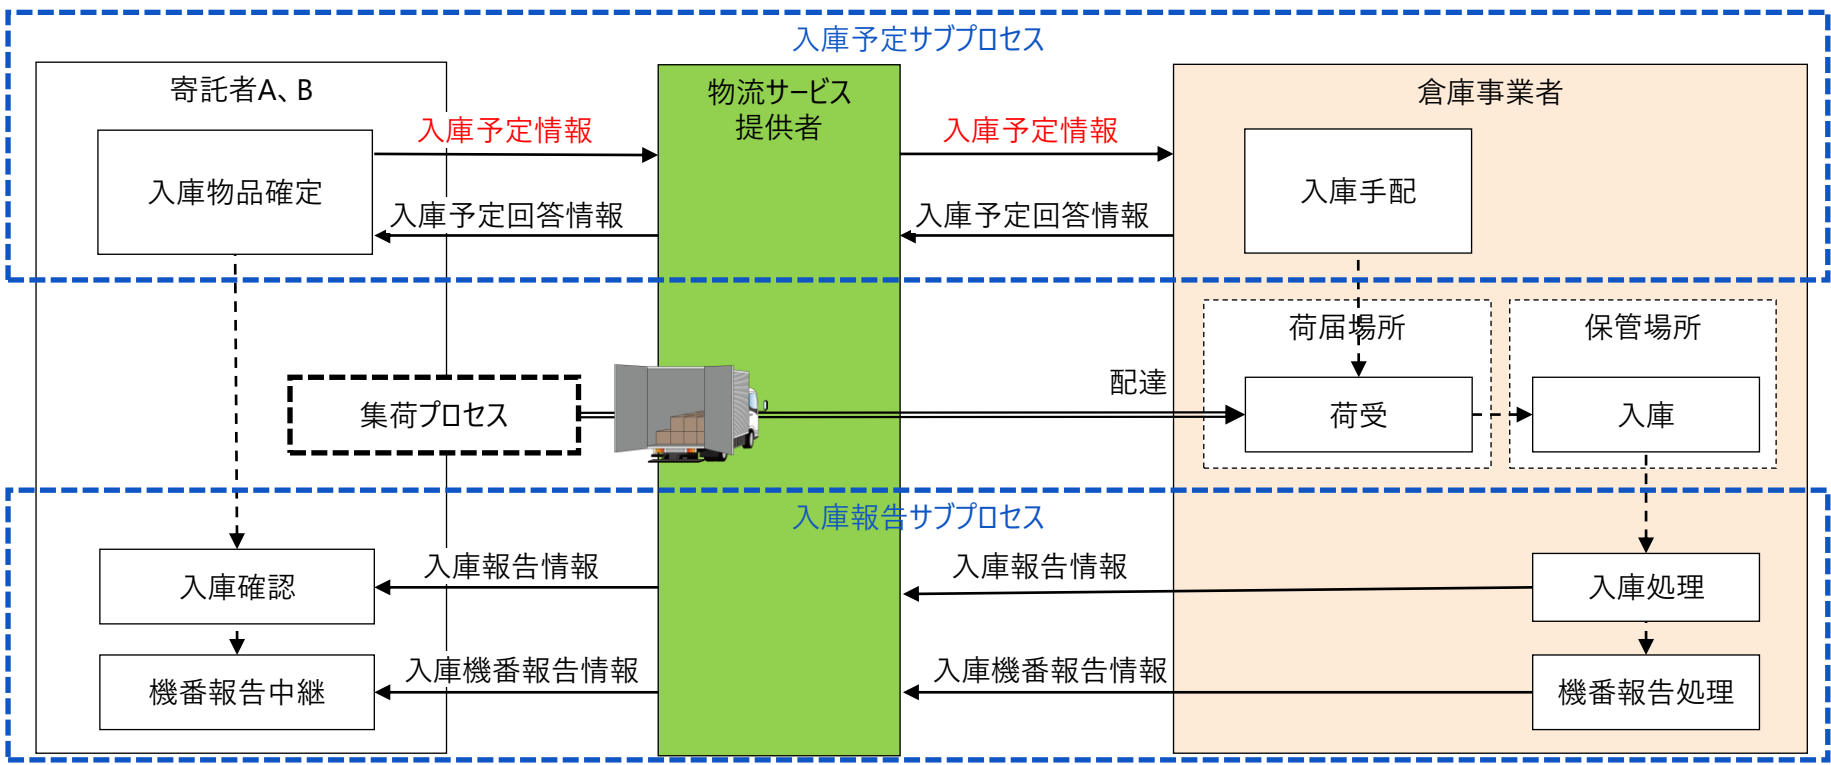 入庫予定サブプロセス
寄託者A、B
物流サービス
提供者
倉庫事業者
入庫予定情報
入庫予定情報
入庫物品確定
入庫手配
入庫予定回答情報
入庫予定回答情報
荷届場所
保管場所
配達
集荷プロセス
荷受
入庫
入庫報告サブプロセス
入庫報告情報
入庫報告情報
入庫確認
入庫処理
入庫機番報告情報
入庫機番報告情報
機番報告中継
機番報告処理